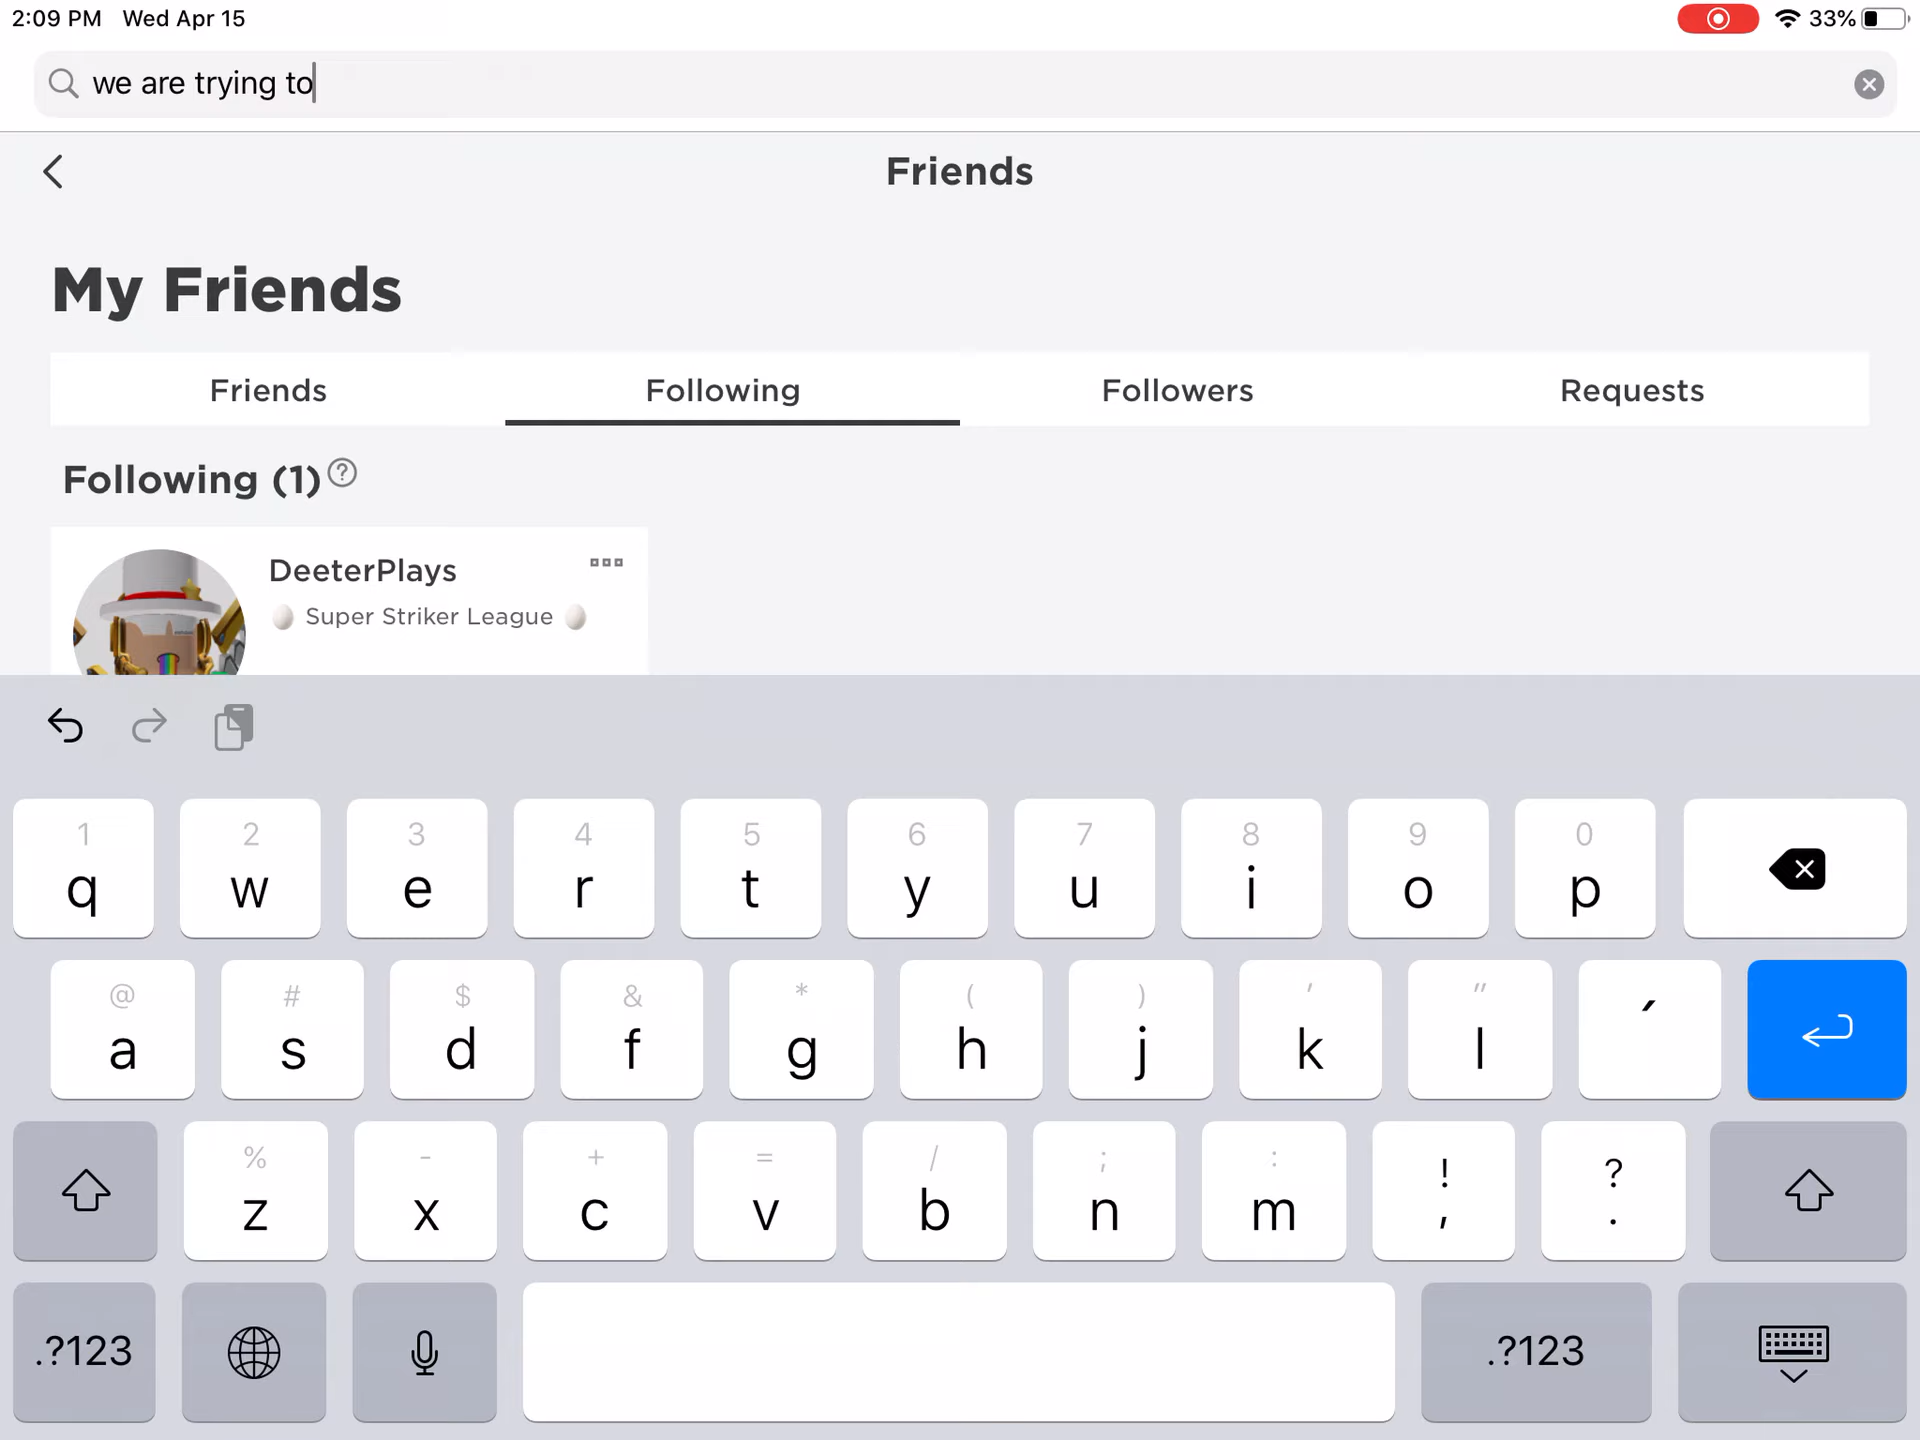 2:09 PM Wed Apr 15 33%
we are trying to
Friends
My Friends
Friends Following Followers Requests
Following (1) ?
DeeterPlays
Super Striker League
1 2 3 4 5 6 7 8 9 0
q w e r t y u i o p
@ # $ & * ( ) ' "
a s d f g h j k l ´
% - + = / ; : ! ?
z x c v b n m , .
.?123 .?123